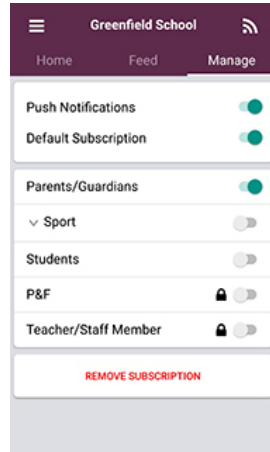 Greenfield School
Home Feed Manage
Push Notifications
Default Subscription
Parents/Guardians
Sport
Students
P&F
Teacher/Staff Member
REMOVE SUBSCRIPTION